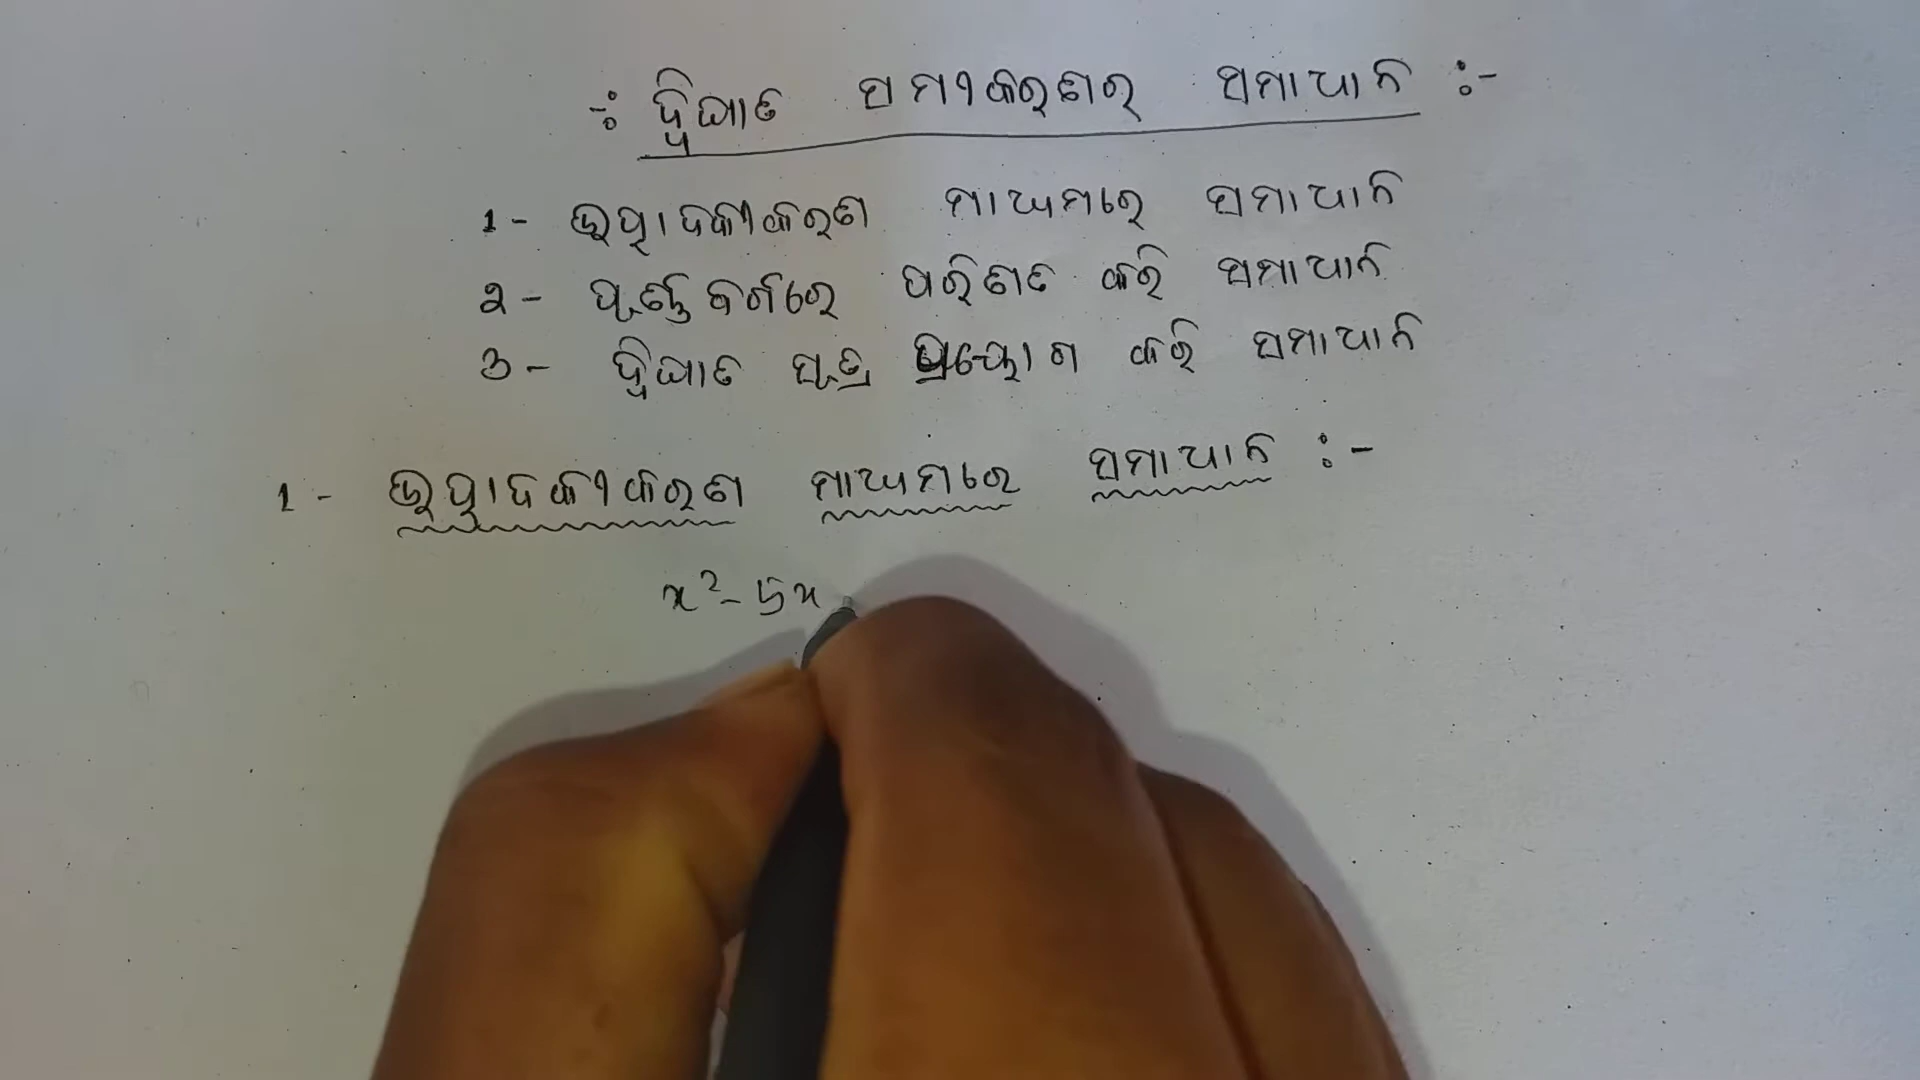 -: ଦ୍ଵିଘାତ ସମୀକରଣର ସମାଧାନ :-
1- ଉତ୍ପାଦକୀକରଣ ମାଧ୍ୟମରେ ସମାଧାନ
2- ପୂର୍ଣ୍ଣବର୍ଗରେ ପରିଣତ କରି ସମାଧାନ
3- ଦ୍ଵିଘାତ ସୂତ୍ର ପ୍ରୟୋଗ କରି ସମାଧାନ
1- ଉତ୍ପାଦକୀକରଣ ମାଧ୍ୟମରେ ସମାଧାନ :-
x² - 5x